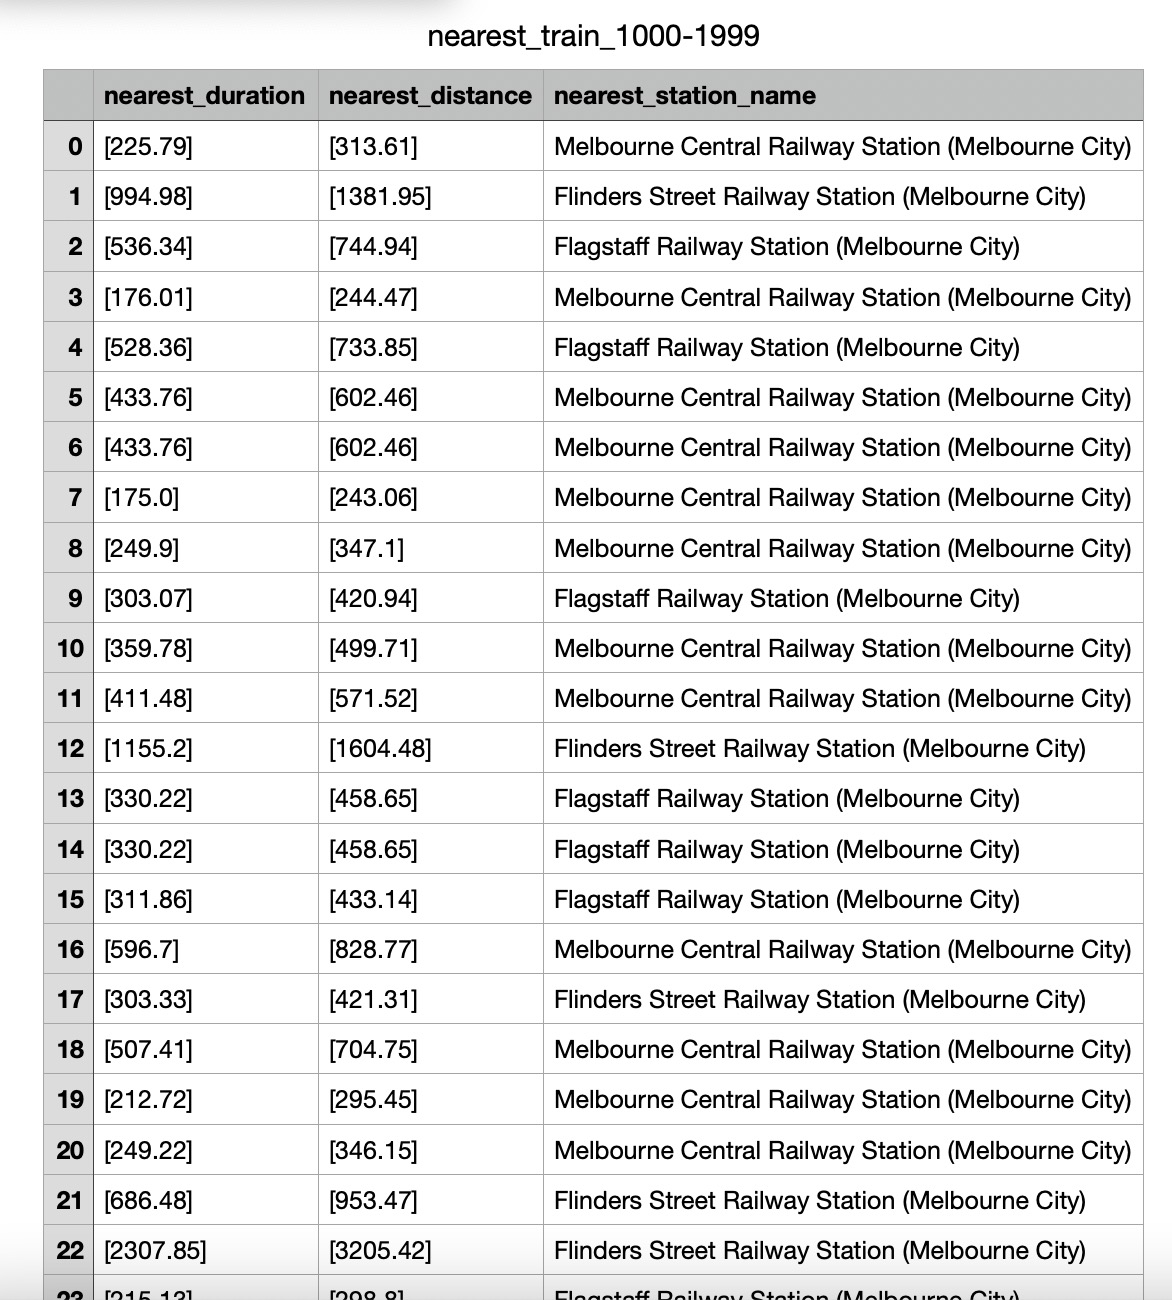 nearest_train_1000-1999
nearest_duration nearest_distance nearest_station_name
0 [225.79] [313.61] Melbourne Central Railway Station (Melbourne City)
1 [994.98] [1381.95] Flinders Street Railway Station (Melbourne City)
2 [536.34] [744.94] Flagstaff Railway Station (Melbourne City)
3 [176.01] [244.47] Melbourne Central Railway Station (Melbourne City)
4 [528.36] [733.85] Flagstaff Railway Station (Melbourne City)
5 [433.76] [602.46] Melbourne Central Railway Station (Melbourne City)
6 [433.76] [602.46] Melbourne Central Railway Station (Melbourne City)
7 [175.0] [243.06] Melbourne Central Railway Station (Melbourne City)
8 [249.9] [347.1] Melbourne Central Railway Station (Melbourne City)
9 [303.07] [420.94] Flagstaff Railway Station (Melbourne City)
10 [359.78] [499.71] Melbourne Central Railway Station (Melbourne City)
11 [411.48] [571.52] Melbourne Central Railway Station (Melbourne City)
12 [1155.2] [1604.48] Flinders Street Railway Station (Melbourne City)
13 [330.22] [458.65] Flagstaff Railway Station (Melbourne City)
14 [330.22] [458.65] Flagstaff Railway Station (Melbourne City)
15 [311.86] [433.14] Flagstaff Railway Station (Melbourne City)
16 [596.7] [828.77] Melbourne Central Railway Station (Melbourne City)
17 [303.33] [421.31] Flinders Street Railway Station (Melbourne City)
18 [507.41] [704.75] Melbourne Central Railway Station (Melbourne City)
19 [212.72] [295.45] Melbourne Central Railway Station (Melbourne City)
20 [249.22] [346.15] Melbourne Central Railway Station (Melbourne City)
21 [686.48] [953.47] Flinders Street Railway Station (Melbourne City)
22 [2307.85] [3205.42] Flinders Street Railway Station (Melbourne City)
23 [215.13] [298.8] Flagstaff Railway Station (Melbourne City)